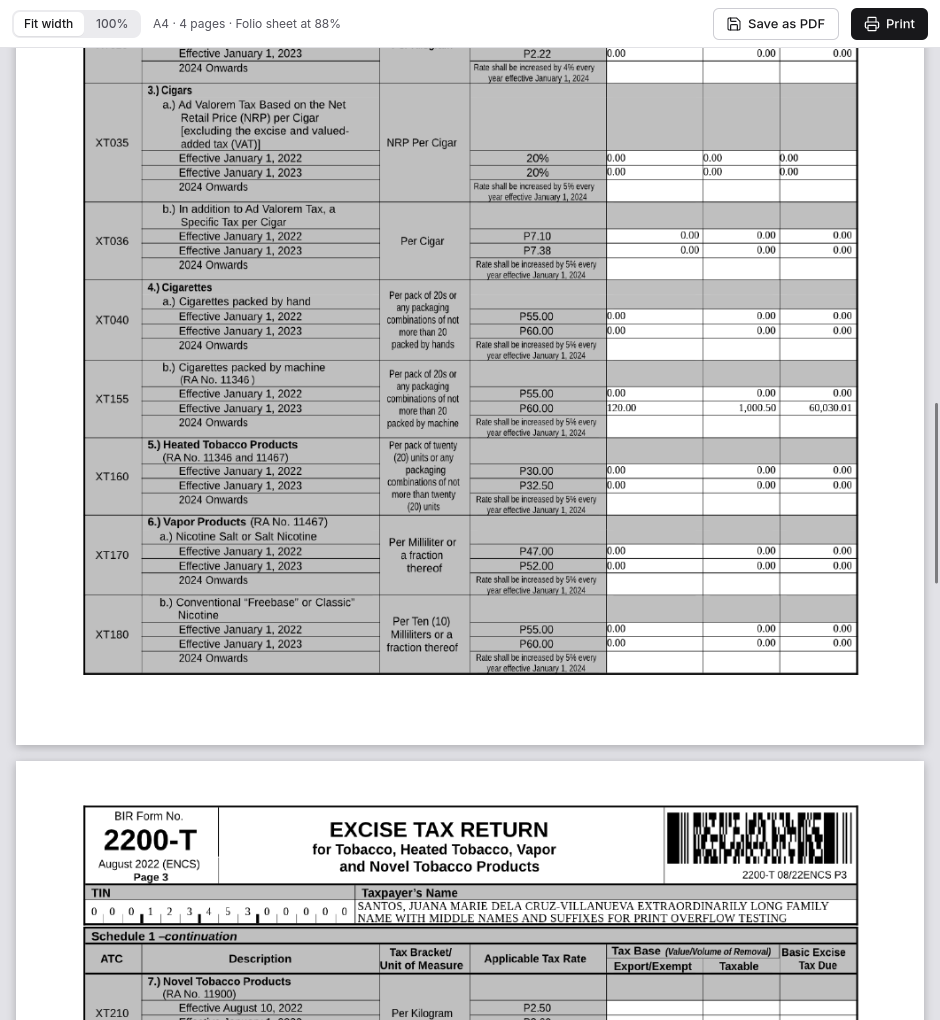 Fit width 100% A4 · 4 pages · Folio sheet at 88% Save as PDF Print
Effective January 1, 2023 P2.22 0.00 0.00 0.00
2024 Onwards Rate shall be increased by 4% every
year effective January 1, 2024
3.) Cigars
a.) Ad Valorem Tax Based on the Net
Retail Price (NRP) per Cigar
[excluding the excise and valued-
added tax (VAT)]
XT035 NRP Per Cigar
Effective January 1, 2022 20% 0.00 0.00 0.00
Effective January 1, 2023 20% 0.00 0.00 0.00
2024 Onwards Rate shall be increased by 5% every
year effective January 1, 2024
b.) In addition to Ad Valorem Tax, a
Specific Tax per Cigar
XT036 Per Cigar
Effective January 1, 2022 P7.10 0.00 0.00 0.00
Effective January 1, 2023 P7.38 0.00 0.00 0.00
2024 Onwards Rate shall be increased by 5% every
year effective January 1, 2024
4.) Cigarettes
a.) Cigarettes packed by hand
XT040 Per pack of 20s or
any packaging
combinations of not
more than 20
packed by hands
Effective January 1, 2022 P55.00 0.00 0.00 0.00
Effective January 1, 2023 P60.00 0.00 0.00 0.00
2024 Onwards Rate shall be increased by 5% every
year effective January 1, 2024
b.) Cigarettes packed by machine
(RA No. 11346 )
XT155 Per pack of 20s or
any packaging
combinations of not
more than 20
packed by machine
Effective January 1, 2022 P55.00 0.00 0.00 0.00
Effective January 1, 2023 P60.00 120.00 1,000.50 60,030.01
2024 Onwards Rate shall be increased by 5% every
year effective January 1, 2024
5.) Heated Tobacco Products
(RA No. 11346 and 11467)
XT160 Per pack of twenty
(20) units or any
packaging
combinations of not
more than twenty
(20) units
Effective January 1, 2022 P30.00 0.00 0.00 0.00
Effective January 1, 2023 P32.50 0.00 0.00 0.00
2024 Onwards Rate shall be increased by 5% every
year effective January 1, 2024
6.) Vapor Products (RA No. 11467)
a.) Nicotine Salt or Salt Nicotine
XT170 Per Milliliter or
a fraction
thereof
Effective January 1, 2022 P47.00 0.00 0.00 0.00
Effective January 1, 2023 P52.00 0.00 0.00 0.00
2024 Onwards Rate shall be increased by 5% every
year effective January 1, 2024
b.) Conventional “Freebase” or Classic”
Nicotine
XT180 Per Ten (10)
Milliliters or a
fraction thereof
Effective January 1, 2022 P55.00 0.00 0.00 0.00
Effective January 1, 2023 P60.00 0.00 0.00 0.00
2024 Onwards Rate shall be increased by 5% every
year effective January 1, 2024
BIR Form No.
2200-T
August 2022 (ENCS)
Page 3
EXCISE TAX RETURN
for Tobacco, Heated Tobacco, Vapor
and Novel Tobacco Products
2200-T 08/22ENCS P3
TIN Taxpayer’s Name
0 0 0 1 2 3 4 5 3 0 0 0 0 0 SANTOS, JUANA MARIE DELA CRUZ-VILLANUEVA EXTRAORDINARILY LONG FAMILY
NAME WITH MIDDLE NAMES AND SUFFIXES FOR PRINT OVERFLOW TESTING
Schedule 1 –continuation
ATC Description Tax Bracket/
Unit of Measure Applicable Tax Rate Tax Base (Value/Volume of Removal) Basic Excise
Tax Due
Export/Exempt Taxable
7.) Novel Tobacco Products
(RA No. 11900)
Effective August 10, 2022 P2.50
XT210 Per Kilogram